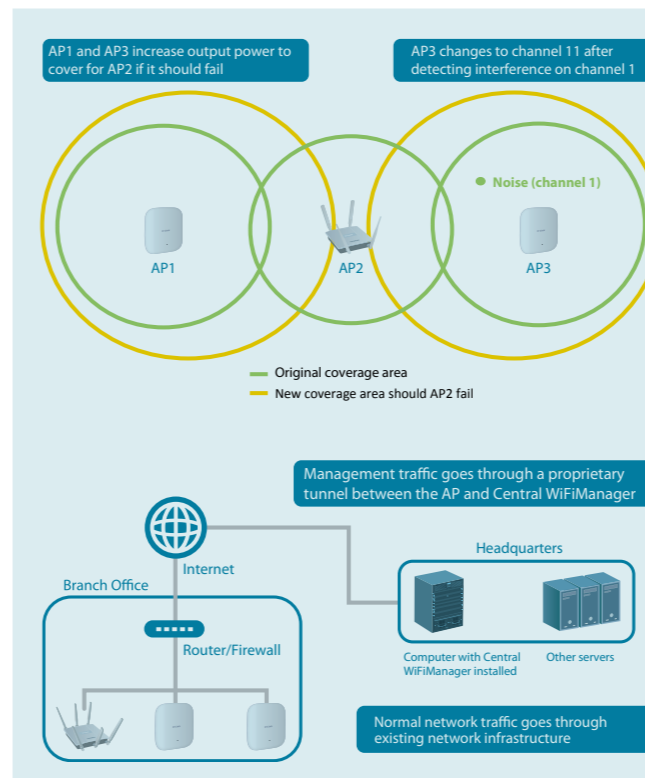 AP1 and AP3 increase output power to
cover for AP2 if it should fail
AP3 changes to channel 11 after
detecting interference on channel 1
Noise (channel 1)
AP1
AP2
AP3
Original coverage area
New coverage area should AP2 fail
Management traffic goes through a proprietary
tunnel between the AP and Central WiFiManager
Internet
Headquarters
Branch Office
Router/Firewall
Computer with Central
WiFiManager installed
Other servers
Normal network traffic goes through
existing network infrastructure